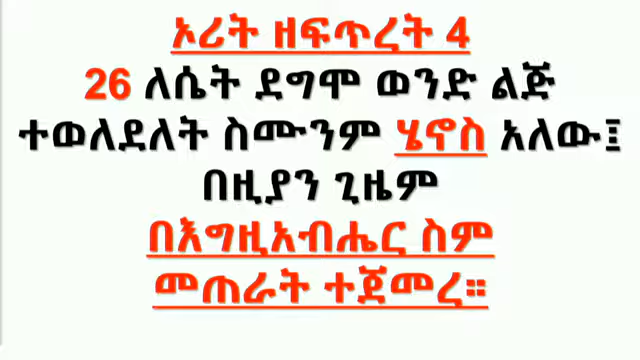 ኦሪት ዘፍጥረት 4
26 ለሴት ደግሞ ወንድ ልጅ
ተወለደለት ስሙንም ሄኖስ አለው፤
በዚያን ጊዜም
በእግዚአብሔር ስም
መጠራት ተጀመረ።